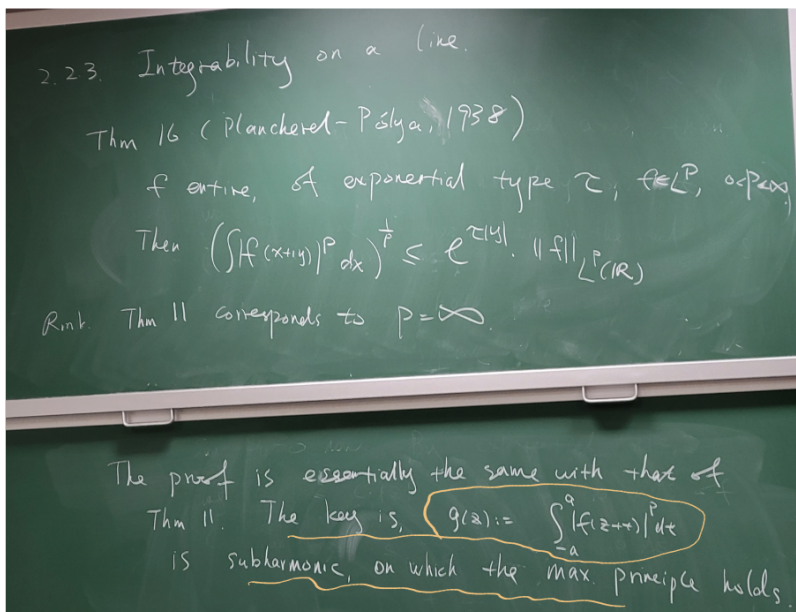 2.23. Integrability on a line.
Thm 16 (Plancherel-Pólya, 1938)
f entire, of exponential type τ, f∈L^p, 0<p<∞,
Then (∫|f(x+iy)|^p dx)^{1/p} ≤ e^{τ|y|}. ||f||_{L^p(ℝ)}
Rmk. Thm 11 corresponds to p=∞.
The proof is essentially the same with that of
Thm 11. The key is, g(z):= ∫_{-a}^{a}|f(z+t)|^p dt
is subharmonic, on which the max. principle holds.